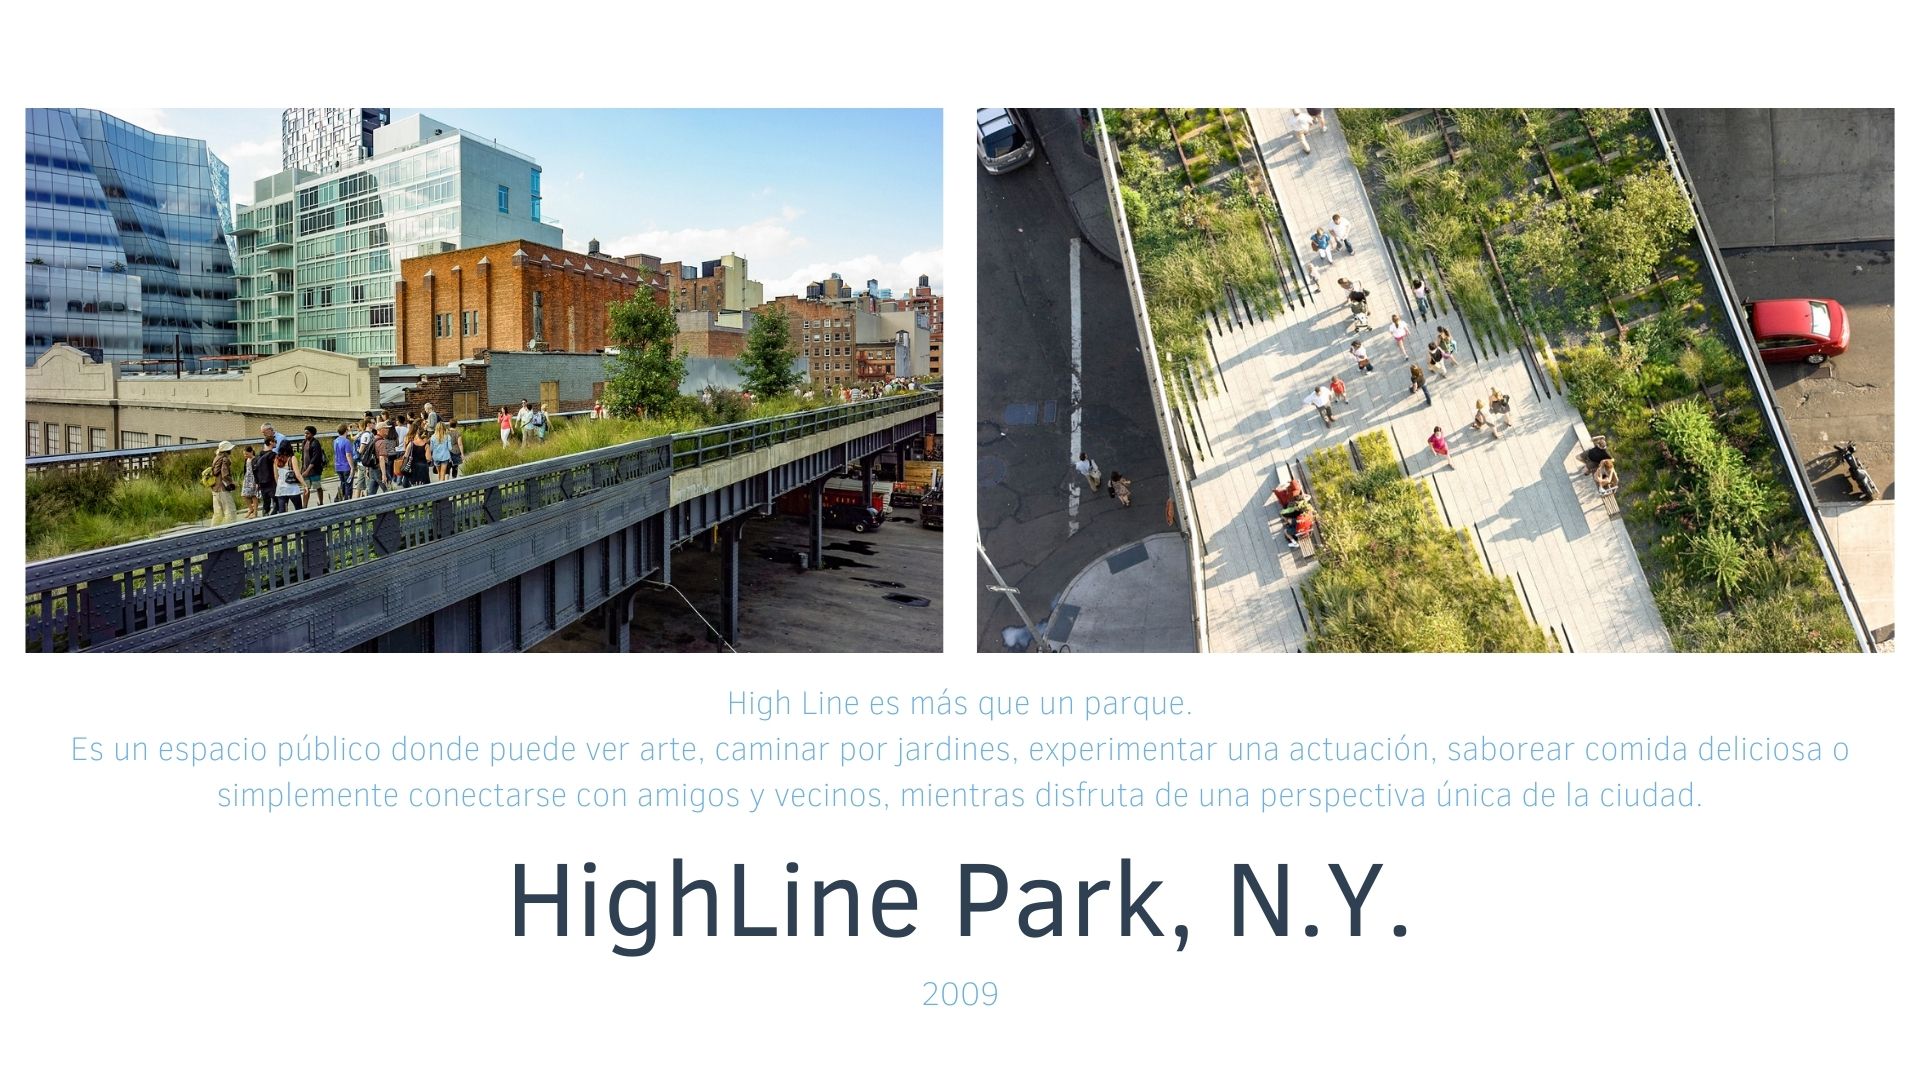 High Line es más que un parque.
Es un espacio público donde puede ver arte, caminar por jardines, experimentar una actuación, saborear comida deliciosa o
simplemente conectarse con amigos y vecinos, mientras disfruta de una perspectiva única de la ciudad.
HighLine Park, N.Y.
2009